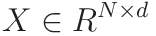 X ∈ R^{N×d}